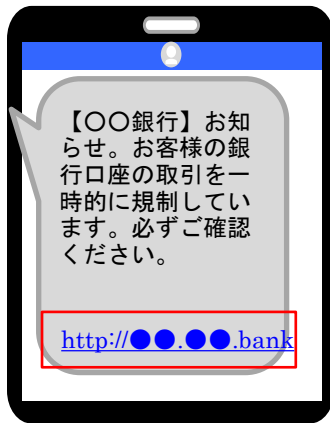 【〇〇銀行】お知
らせ。お客様の銀
行口座の取引を一
時的に規制してい
ます。必ずご確認
ください。
http://●●.●●.bank